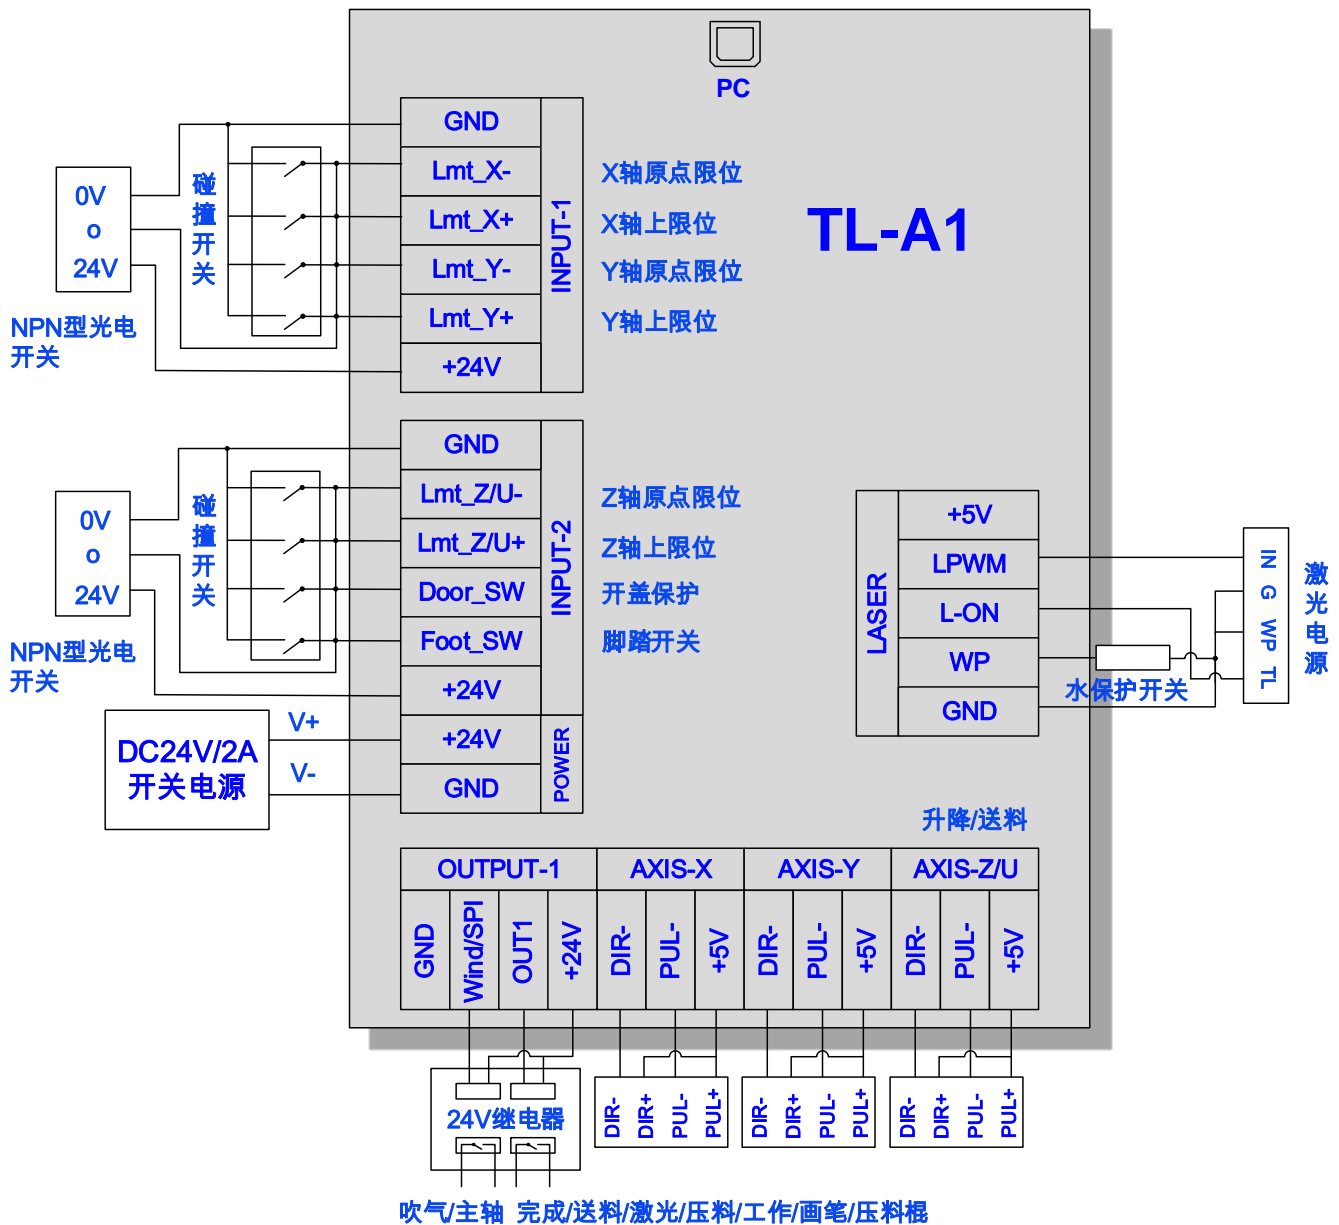 PC
TL-A1
GND
Lmt_X-
Lmt_X+
Lmt_Y-
Lmt_Y+
+24V
INPUT-1
X轴原点限位
X轴上限位
Y轴原点限位
Y轴上限位
0V
o
24V
碰撞开关
NPN型光电
开关
GND
Lmt_Z/U-
Lmt_Z/U+
Door_SW
Foot_SW
+24V
INPUT-2
Z轴原点限位
Z轴上限位
开盖保护
脚踏开关
0V
o
24V
碰撞开关
NPN型光电
开关
+24V
GND
POWER
DC24V/2A
开关电源
V+
V-
LASER
+5V
LPWM
L-ON
WP
GND
水保护开关
IN G WP TL
激光电源
升降/送料
OUTPUT-1
AXIS-X
AXIS-Y
AXIS-Z/U
GND
Wind/SPI
OUT1
+24V
DIR-
PUL-
+5V
DIR-
PUL-
+5V
DIR-
PUL-
+5V
24V继电器
DIR-
DIR+
PUL-
PUL+
DIR-
DIR+
PUL-
PUL+
DIR-
DIR+
PUL-
PUL+
吹气/主轴 完成/送料/激光/压料/工作/画笔/压料棍